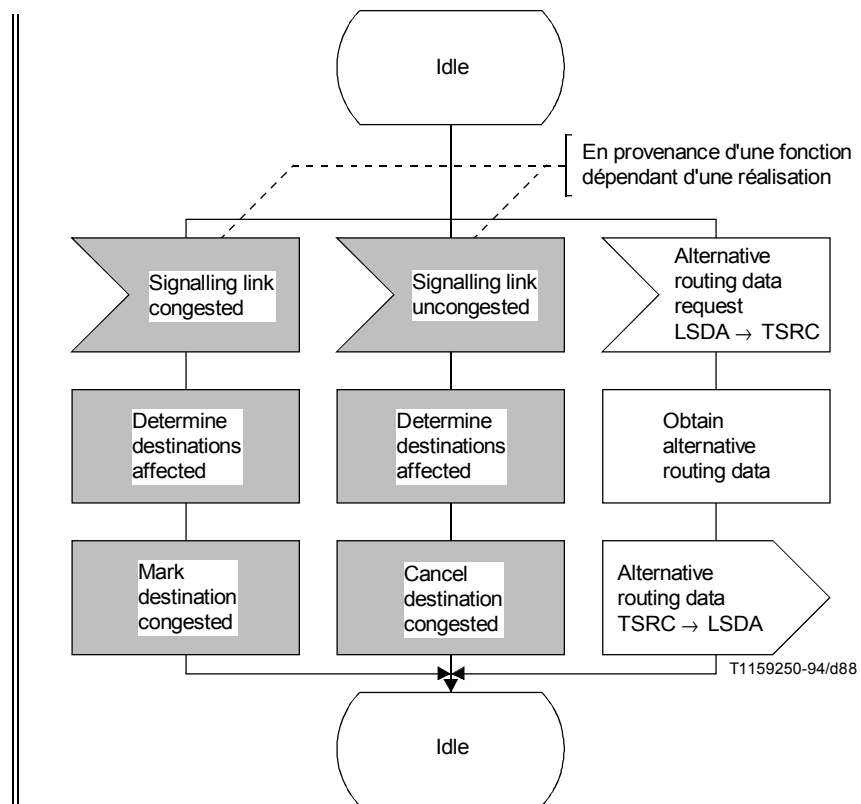 Idle
En provenance d'une fonction
dépendant d'une réalisation
Signalling link
congested
Signalling link
uncongested
Alternative
routing data
request
LSDA → TSRC
Determine
destinations
affected
Determine
destinations
affected
Obtain
alternative
routing data
Mark
destination
congested
Cancel
destination
congested
Alternative
routing data
TSRC → LSDA
T1159250-94/d88
Idle